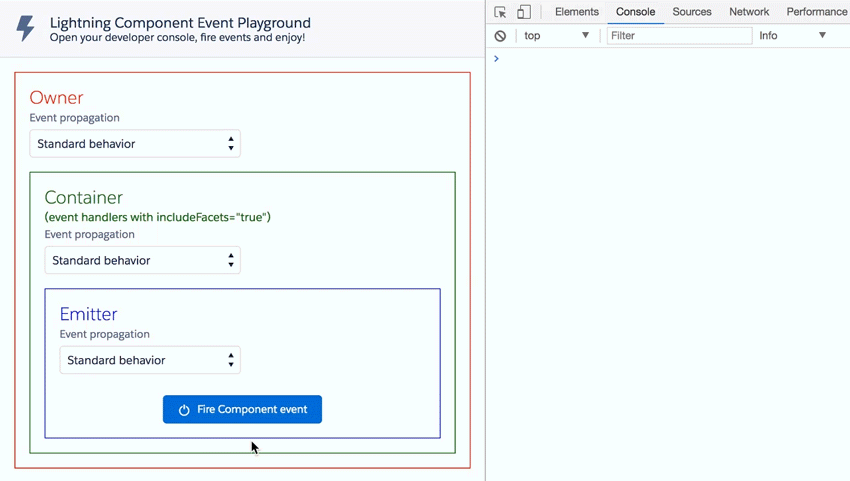 Lightning Component Event Playground
Open your developer console, fire events and enjoy!
Owner
Event propagation
Standard behavior
Container
(event handlers with includeFacets="true")
Event propagation
Standard behavior
Emitter
Event propagation
Standard behavior
Fire Component event
Elements Console Sources Network Performance
top Filter Info